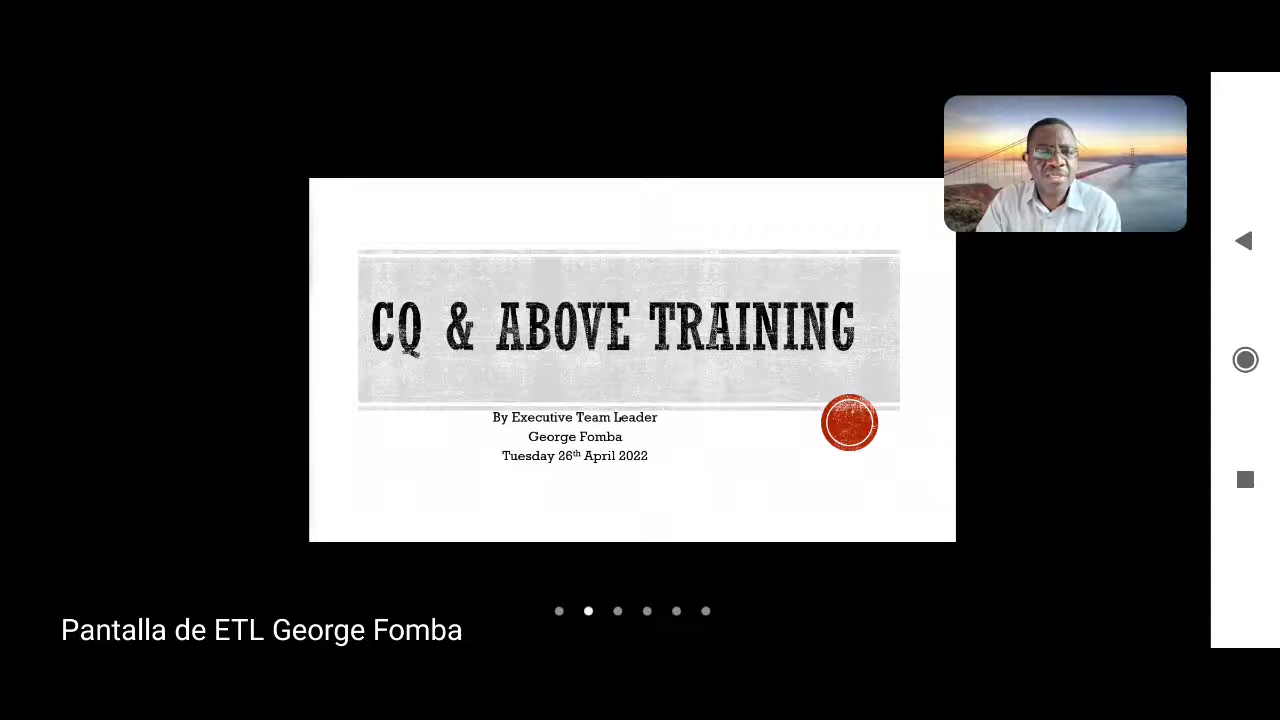 CQ & ABOVE TRAINING
By Executive Team Leader
George Fomba
Tuesday 26th April 2022
Pantalla de ETL George Fomba